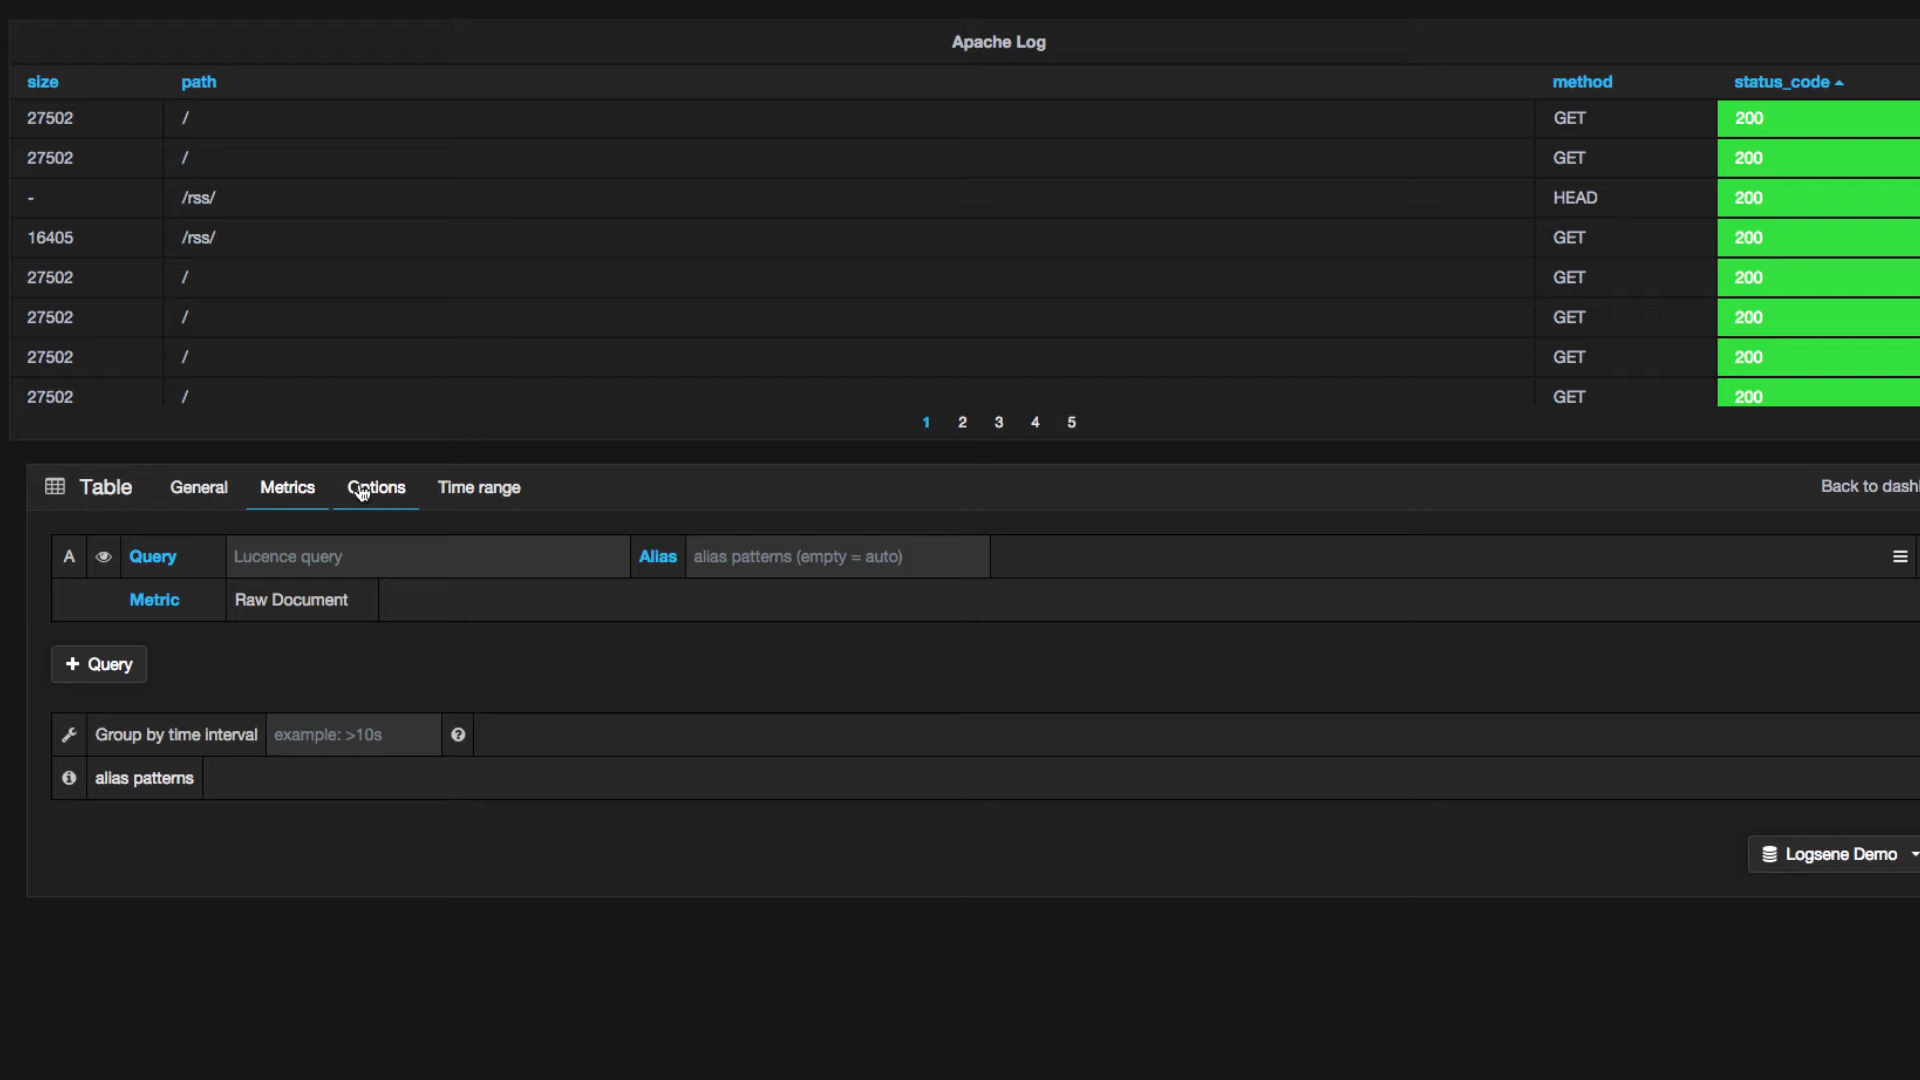 Apache Log
size path method status_code
27502 / GET 200
27502 / GET 200
- /rss/ HEAD 200
16405 /rss/ GET 200
27502 / GET 200
27502 / GET 200
27502 / GET 200
27502 / GET 200
1 2 3 4 5
Table General Metrics Options Time range Back to dash
A Query Lucence query Alias alias patterns (empty = auto)
Metric Raw Document
+ Query
Group by time interval example: >10s
alias patterns
Logsene Demo